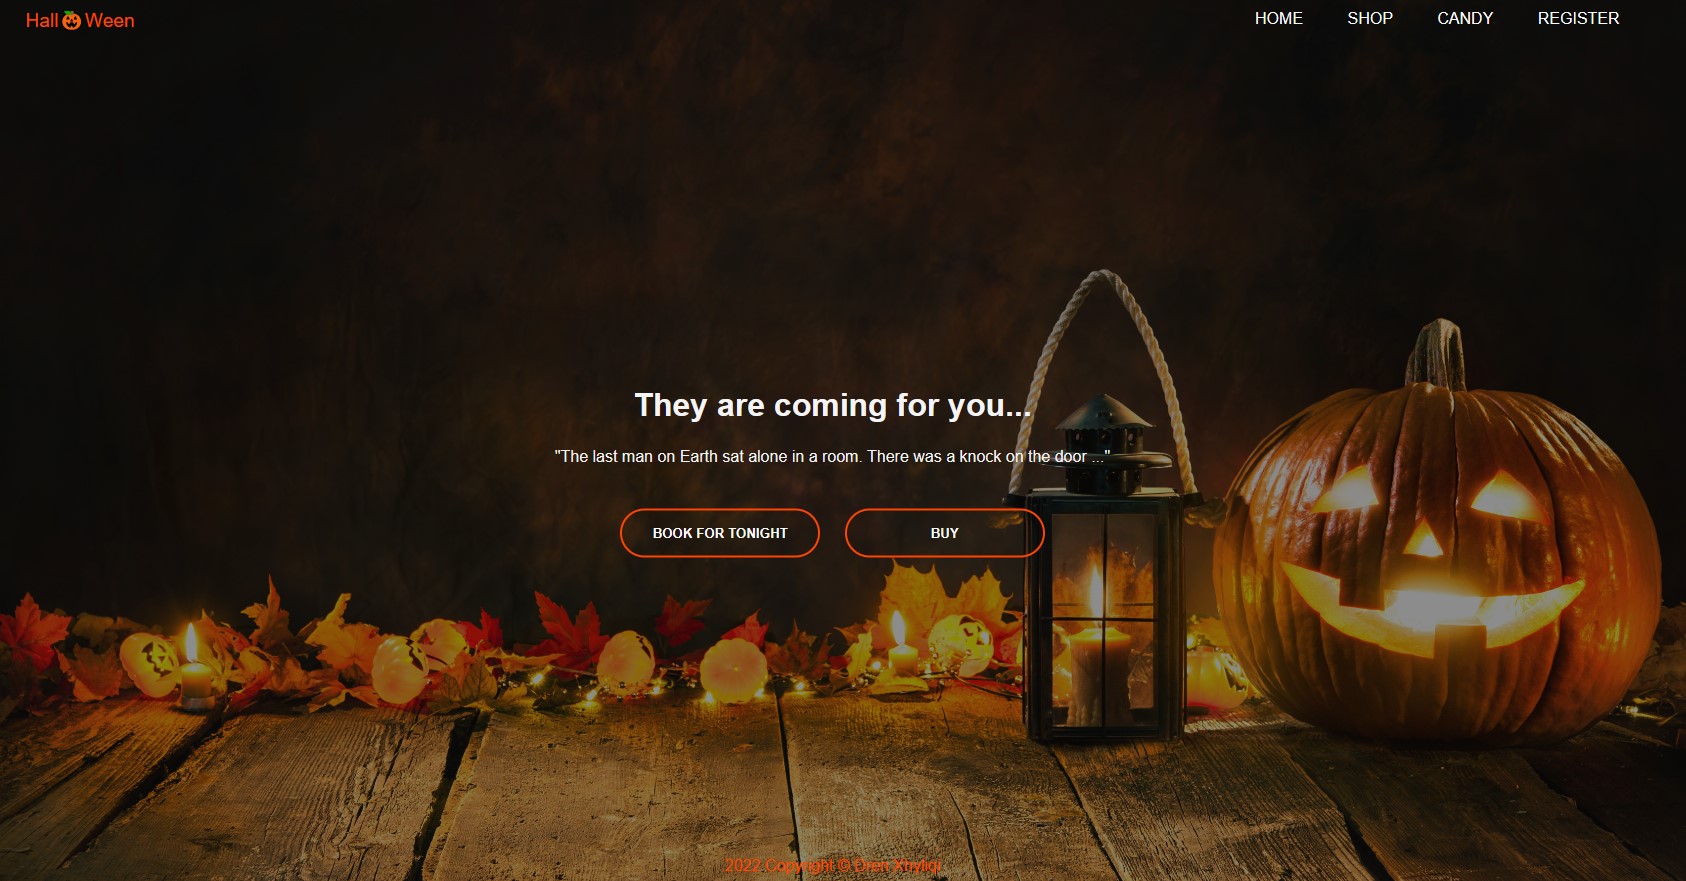 Hall🎃Ween
HOME SHOP CANDY REGISTER
They are coming for you...
"The last man on Earth sat alone in a room. There was a knock on the door ..."
BOOK FOR TONIGHT BUY
2022 Copyright © Dren